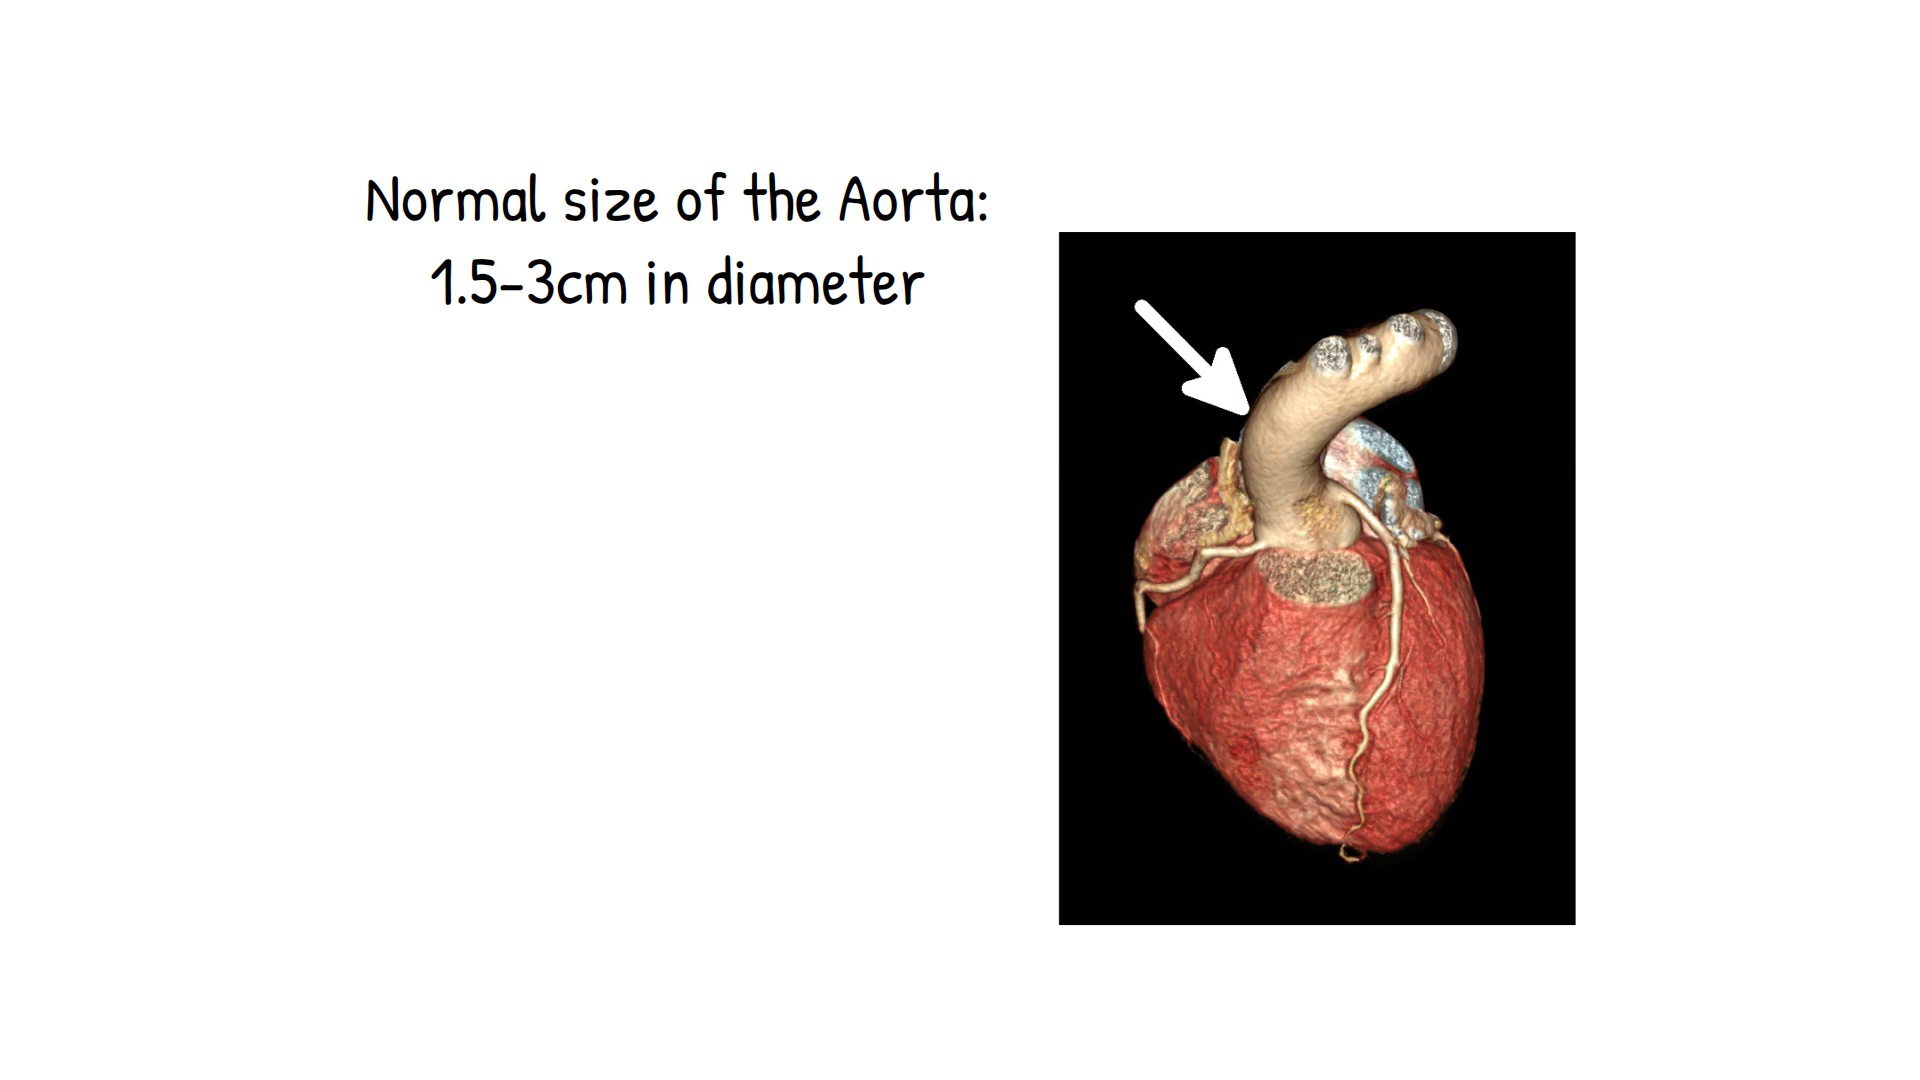 Normal size of the Aorta:
1.5-3cm in diameter